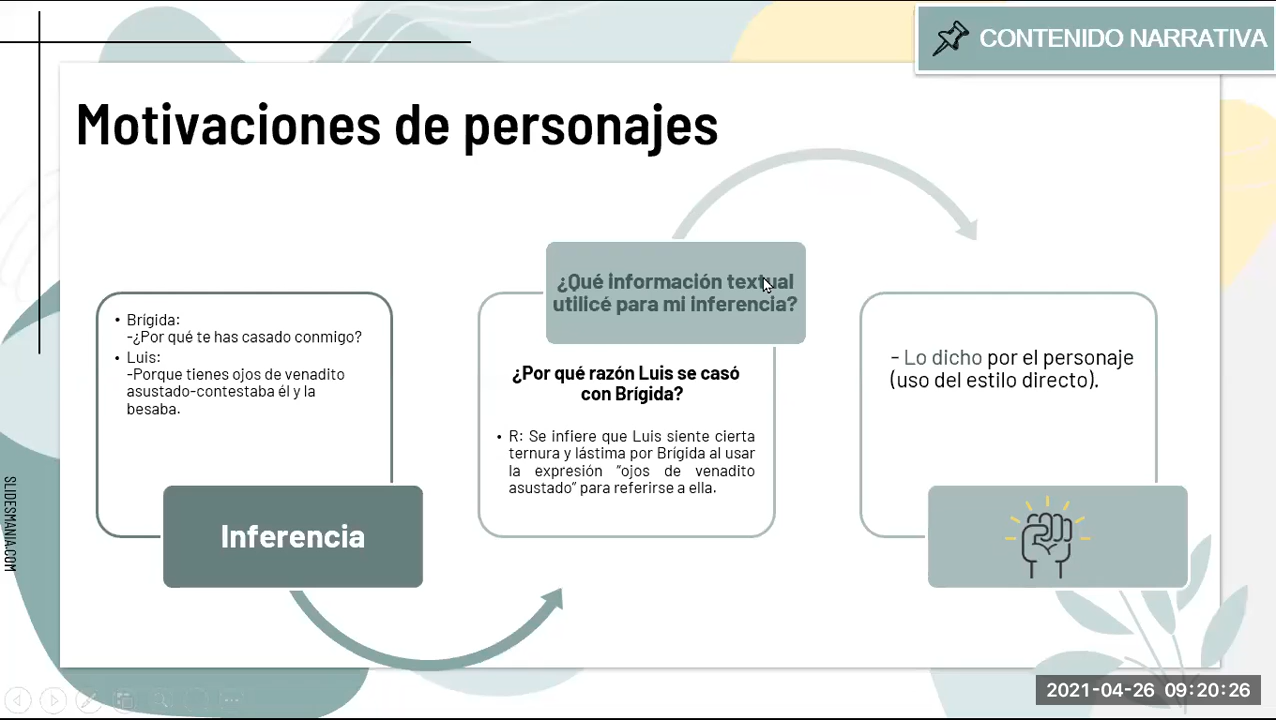 CONTENIDO NARRATIVA
Motivaciones de personajes
• Brígida:
-¿Por qué te has casado conmigo?
• Luis:
-Porque tienes ojos de venadito
asustado-contestaba él y la
besaba.
Inferencia
¿Qué información textual
utilicé para mi inferencia?
¿Por qué razón Luis se casó
con Brígida?
• R: Se infiere que Luis siente cierta
ternura y lástima por Brígida al usar
la expresión "ojos de venadito
asustado" para referirse a ella.
- Lo dicho por el personaje
(uso del estilo directo).
SLIDESMANIA.COM
2021-04-26 09:20:26